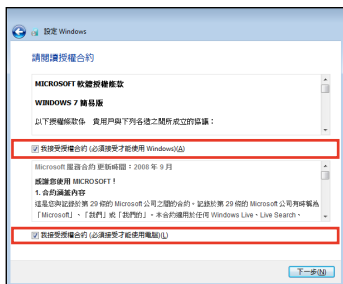 設定 Windows
請閱讀授權合約
MICROSOFT 軟體授權條款
WINDOWS 7 簡易版
以下授權條款係　貴用戶與下列各造之間所成立的協議：
我接受授權合約 (必須接受才能使用 Windows)(A)
Microsoft 服務合約 更新時間：2008 年 9 月
感謝您使用 MICROSOFT！
1. 合約涵蓋內容
這是您與記錄於第 29 條的 Microsoft 公司之間的合約。記錄於第 29 條的 Microsoft 公司有時稱為
「Microsoft」、「我們」或「我們的」。本合約適用於任何 Windows Live、Live Search、
我接受授權合約 (必須接受才能使用電腦)(L)
下一步(N)